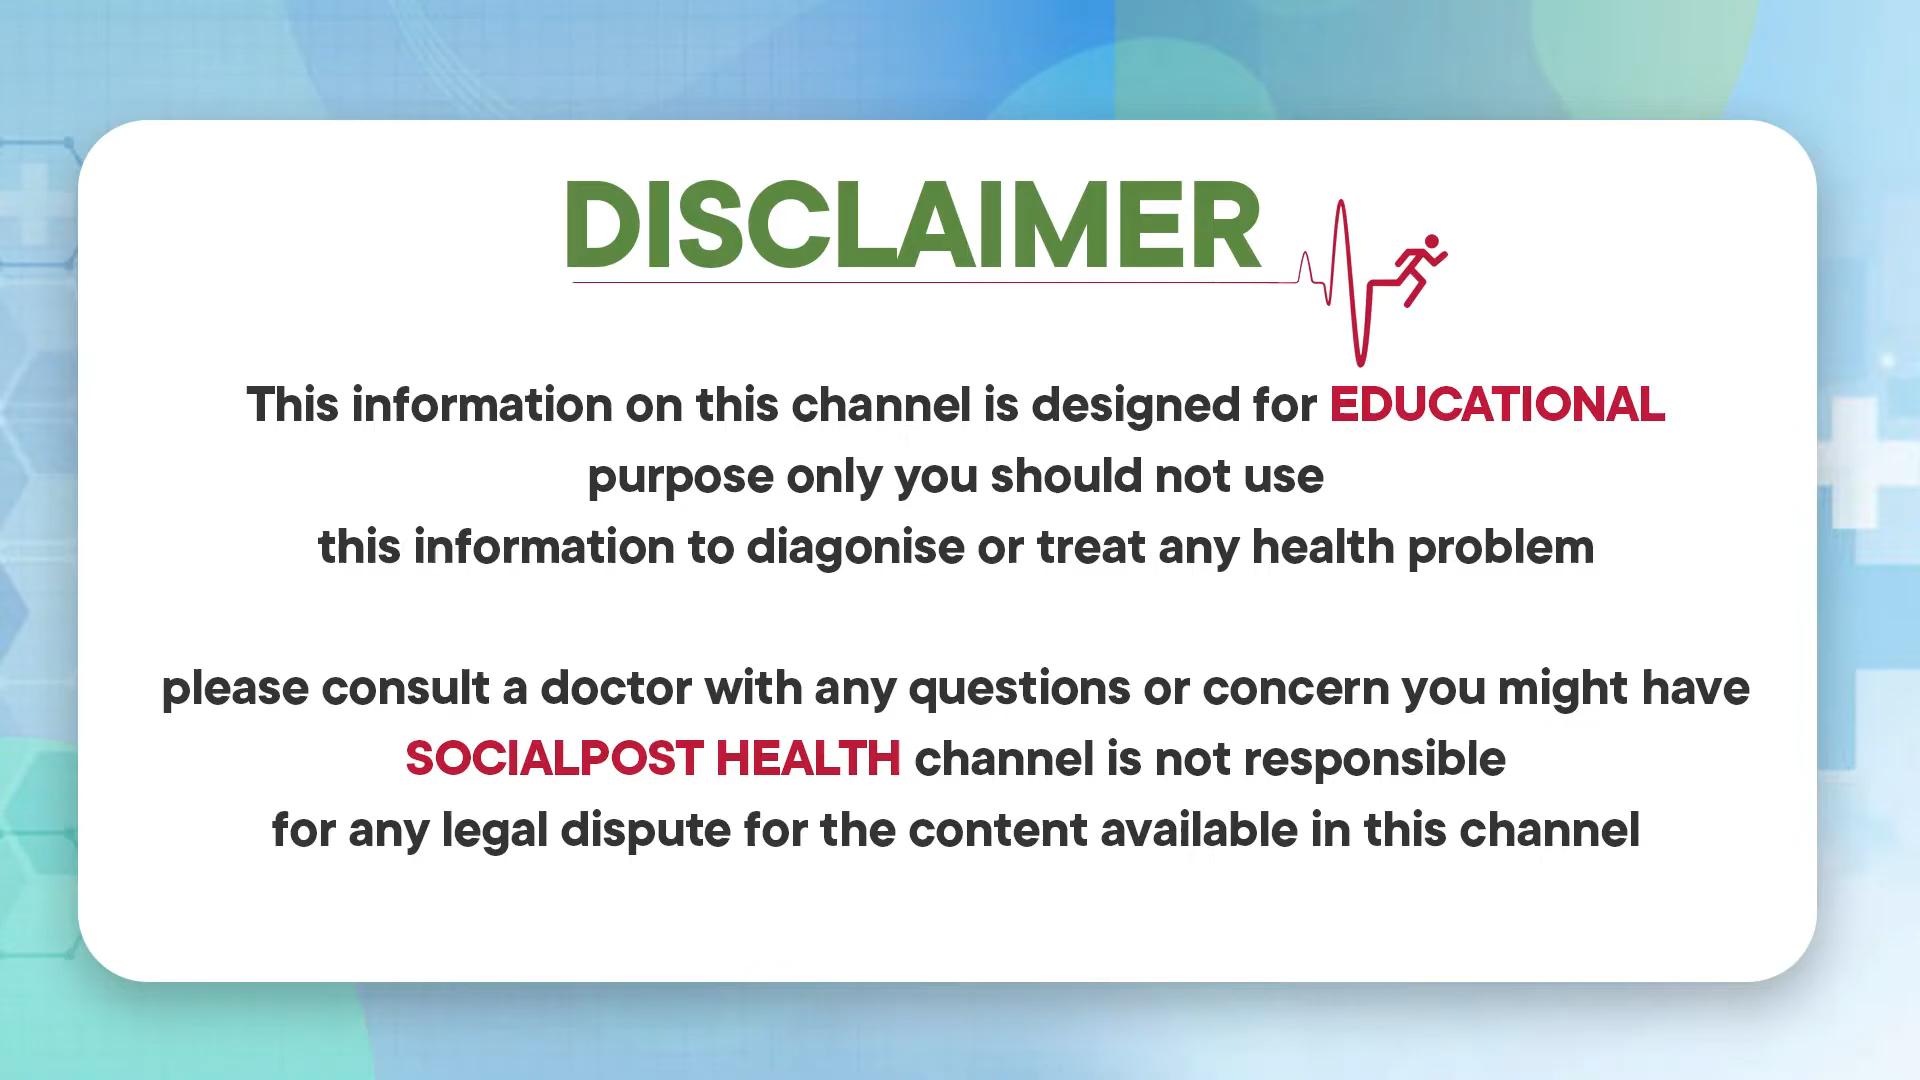 DISCLAIMER
This information on this channel is designed for EDUCATIONAL
purpose only you should not use
this information to diagonise or treat any health problem
please consult a doctor with any questions or concern you might have
SOCIALPOST HEALTH channel is not responsible
for any legal dispute for the content available in this channel